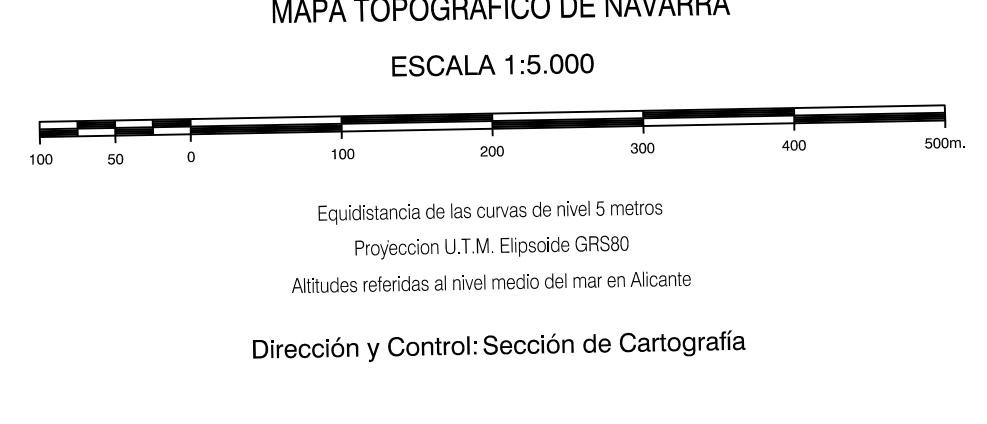 MAPA TOPOGRAFICO DE NAVARRA
ESCALA 1:5.000
100 50 0 100 200 300 400 500m.
Equidistancia de las curvas de nivel 5 metros
Proyeccion U.T.M. Elipsoide GRS80
Altitudes referidas al nivel medio del mar en Alicante
Dirección y Control: Sección de Cartografía